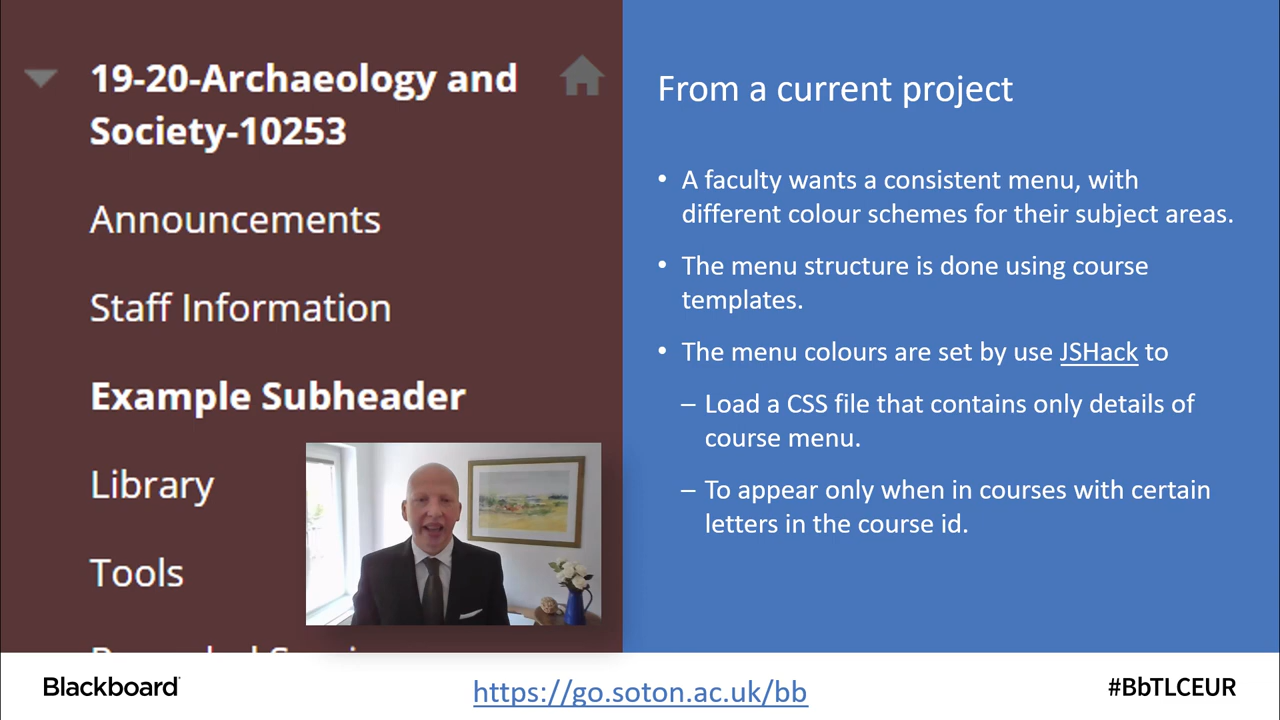 19-20-Archaeology and
Society-10253
Announcements
Staff Information
Example Subheader
Library
Tools
From a current project
• A faculty wants a consistent menu, with
different colour schemes for their subject areas.
• The menu structure is done using course
templates.
• The menu colours are set by use JSHack to
– Load a CSS file that contains only details of
course menu.
– To appear only when in courses with certain
letters in the course id.
Blackboard
https://go.soton.ac.uk/bb
#BbTLCEUR